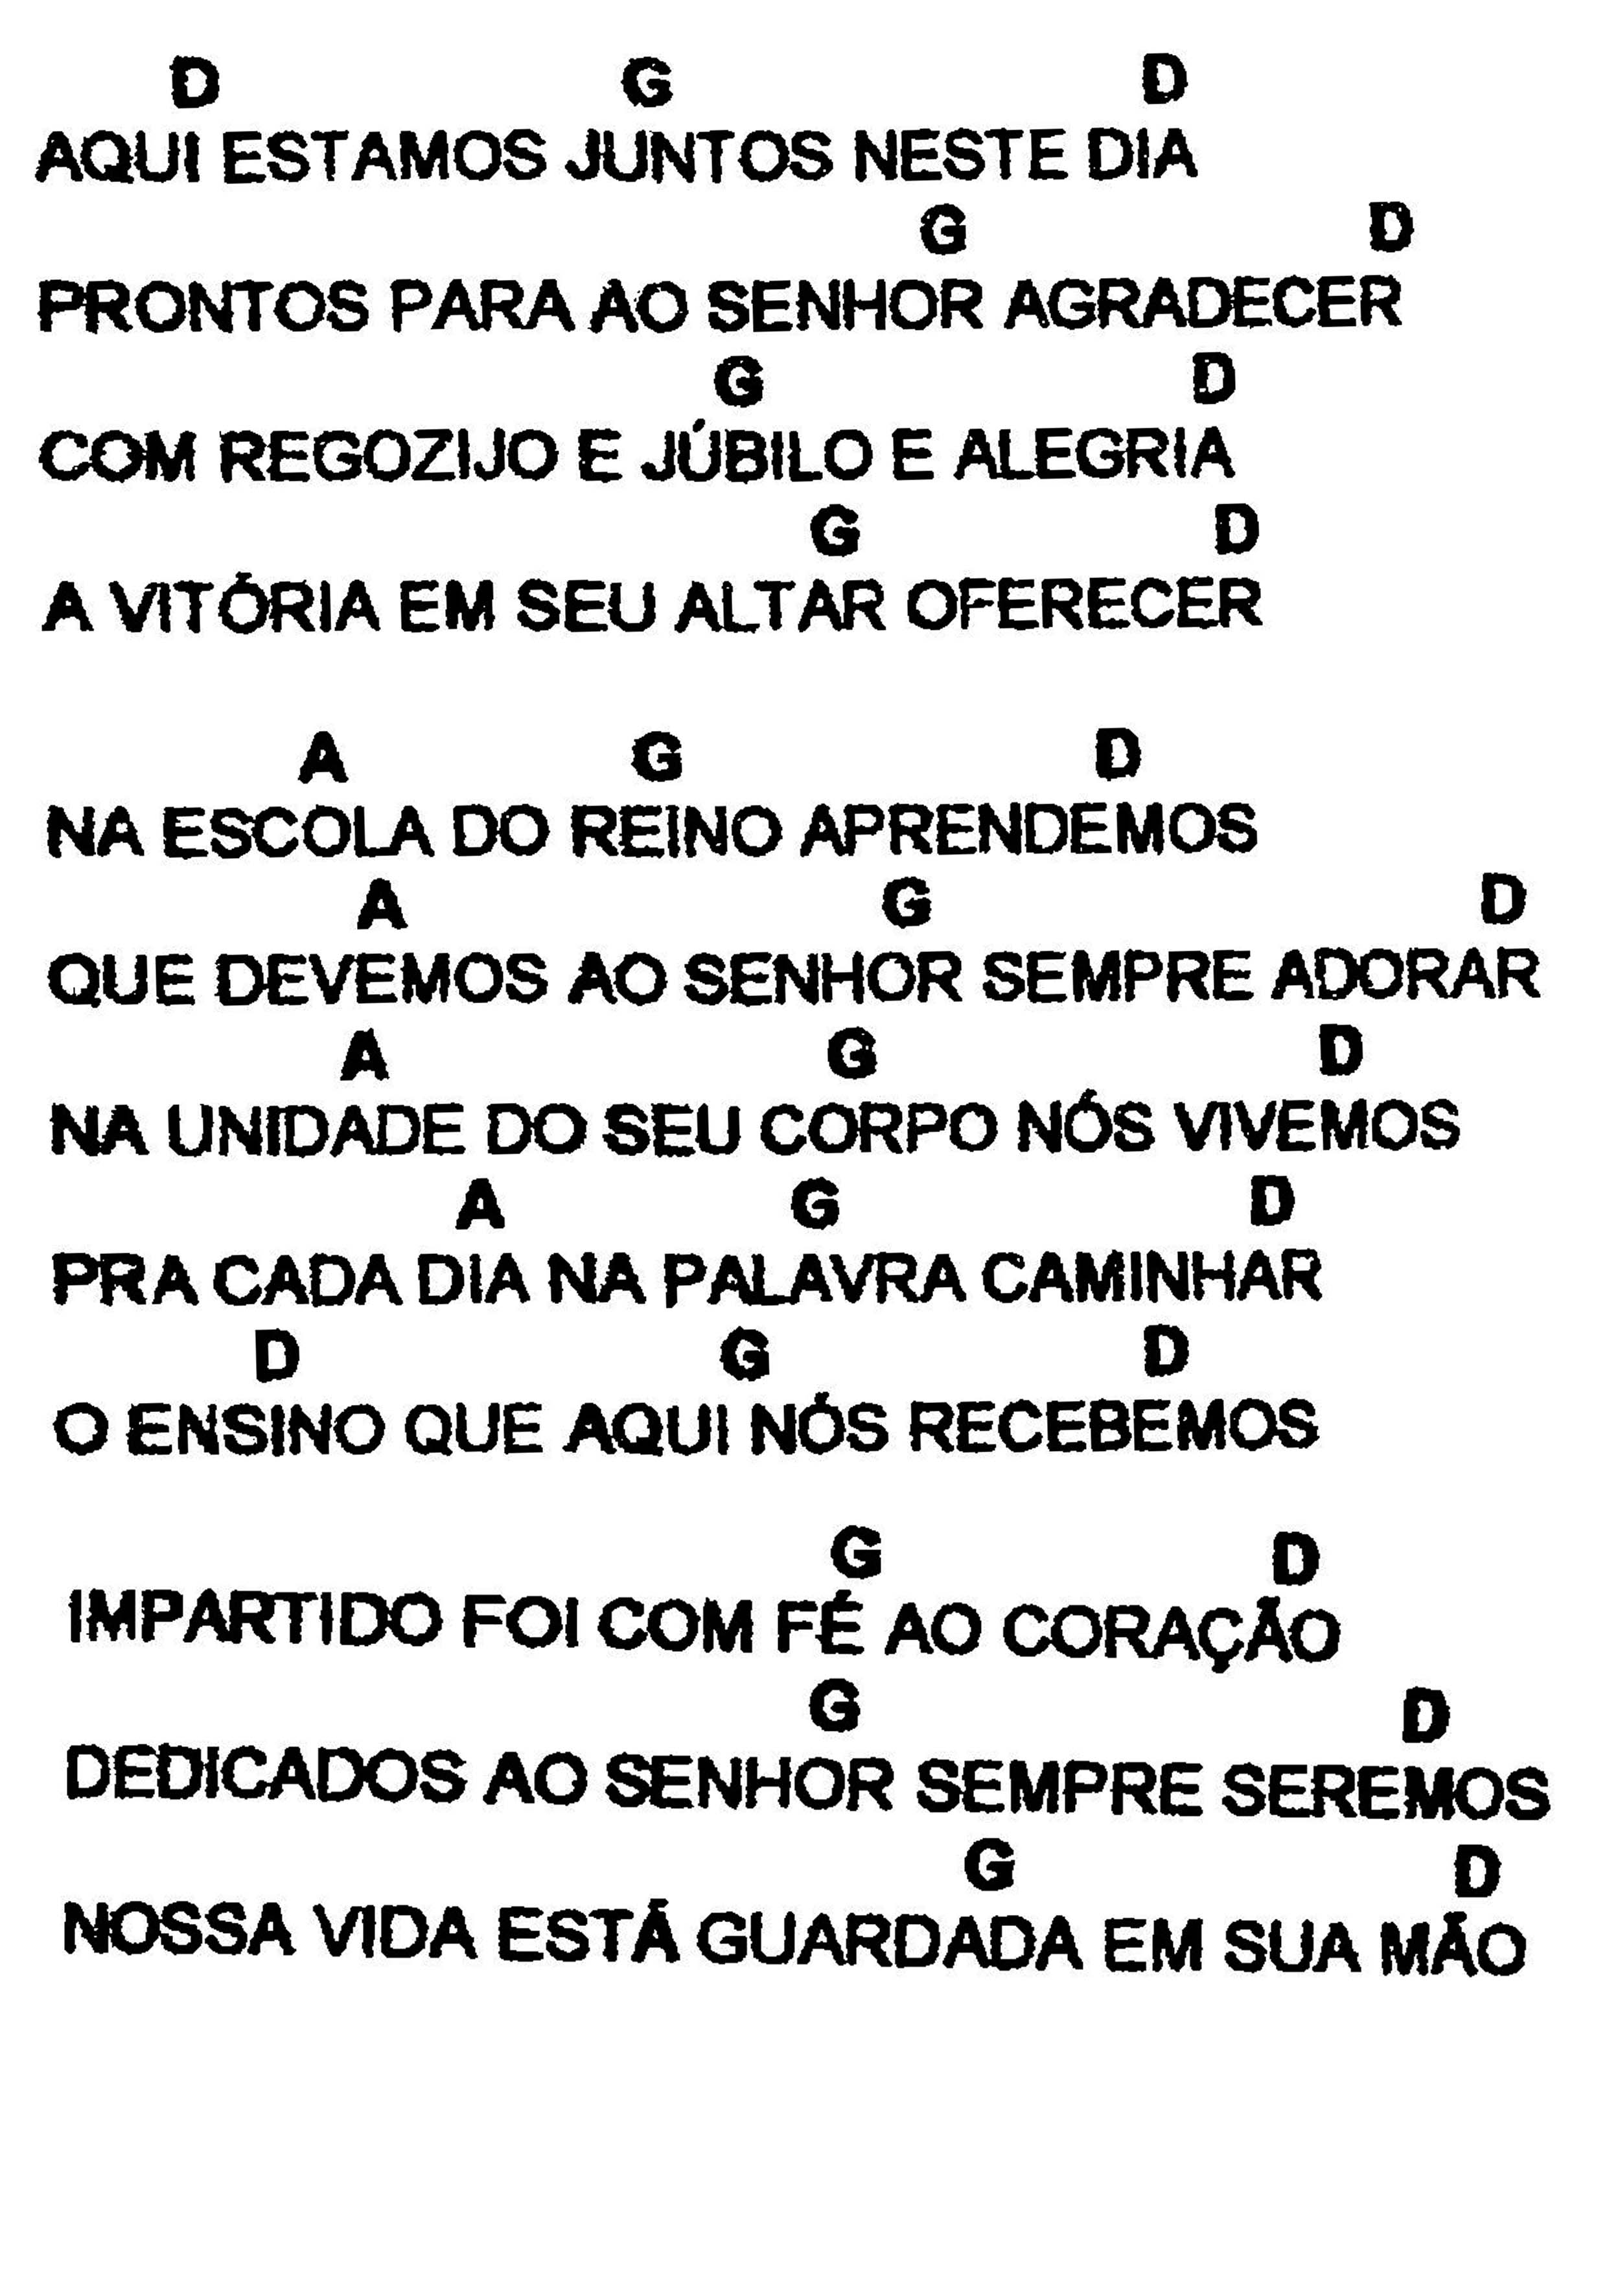 D G D
AQUI ESTAMOS JUNTOS NESTE DIA
G D
PRONTOS PARA AO SENHOR AGRADECER
G D
COM REGOZIJO E JÚBILO E ALEGRIA
G D
A VITÓRIA EM SEU ALTAR OFERECER
A G D
NA ESCOLA DO REINO APRENDEMOS
A G D
QUE DEVEMOS AO SENHOR SEMPRE ADORAR
A G D
NA UNIDADE DO SEU CORPO NÓS VIVEMOS
A G D
PRA CADA DIA NA PALAVRA CAMINHAR
D G D
O ENSINO QUE AQUI NÓS RECEBEMOS
G D
IMPARTIDO FOI COM FÉ AO CORAÇÃO
G D
DEDICADOS AO SENHOR SEMPRE SEREMOS
G D
NOSSA VIDA ESTÁ GUARDADA EM SUA MÃO